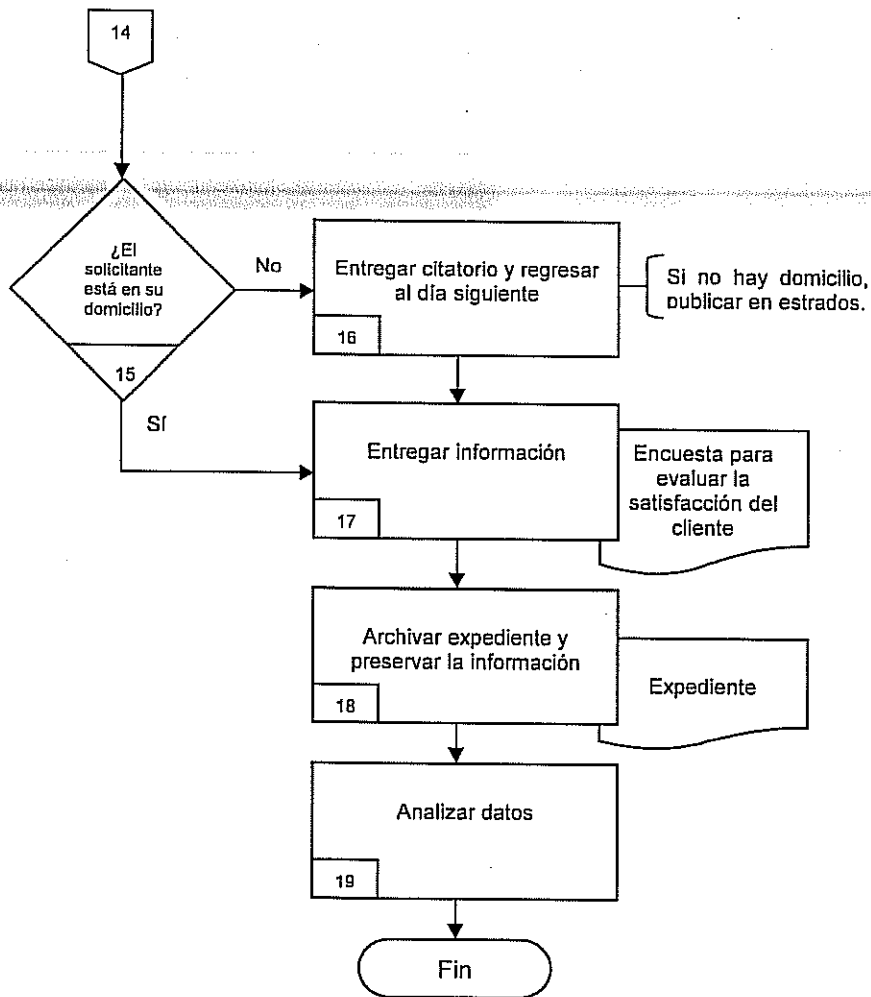 14
¿El
solicitante
está en su
domicilio?
15
No
Sí
Entregar citatorio y regresar
al día siguiente
16
Si no hay domicilio,
publicar en estrados.
Entregar información
17
Encuesta para
evaluar la
satisfacción del
cliente
Archivar expediente y
preservar la información
18
Expediente
Analizar datos
19
Fin